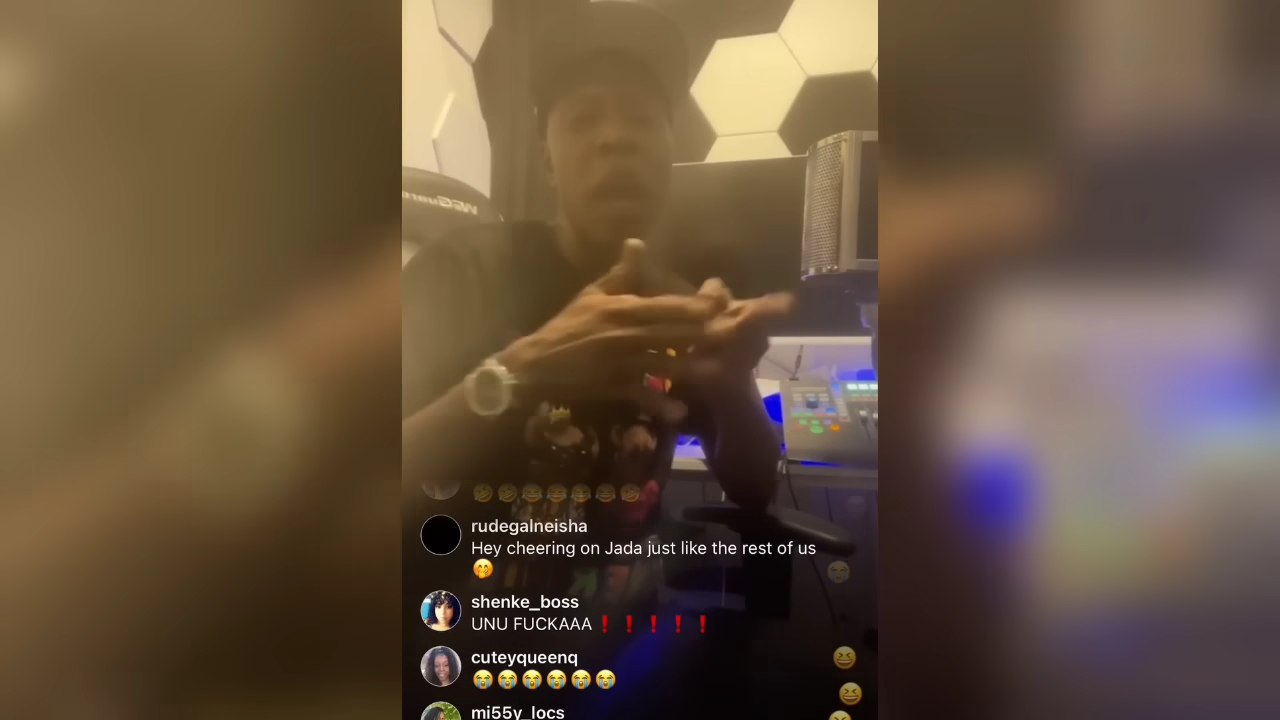 🤣🤣😂😂😂😂🤣
rudegalneisha
Hey cheering on Jada just like the rest of us
🤭
shenke_boss
UNU FUCKAAA❗❗❗❗❗
cuteyqueenq
😭😭😭😭😭😭
mi55y_locs